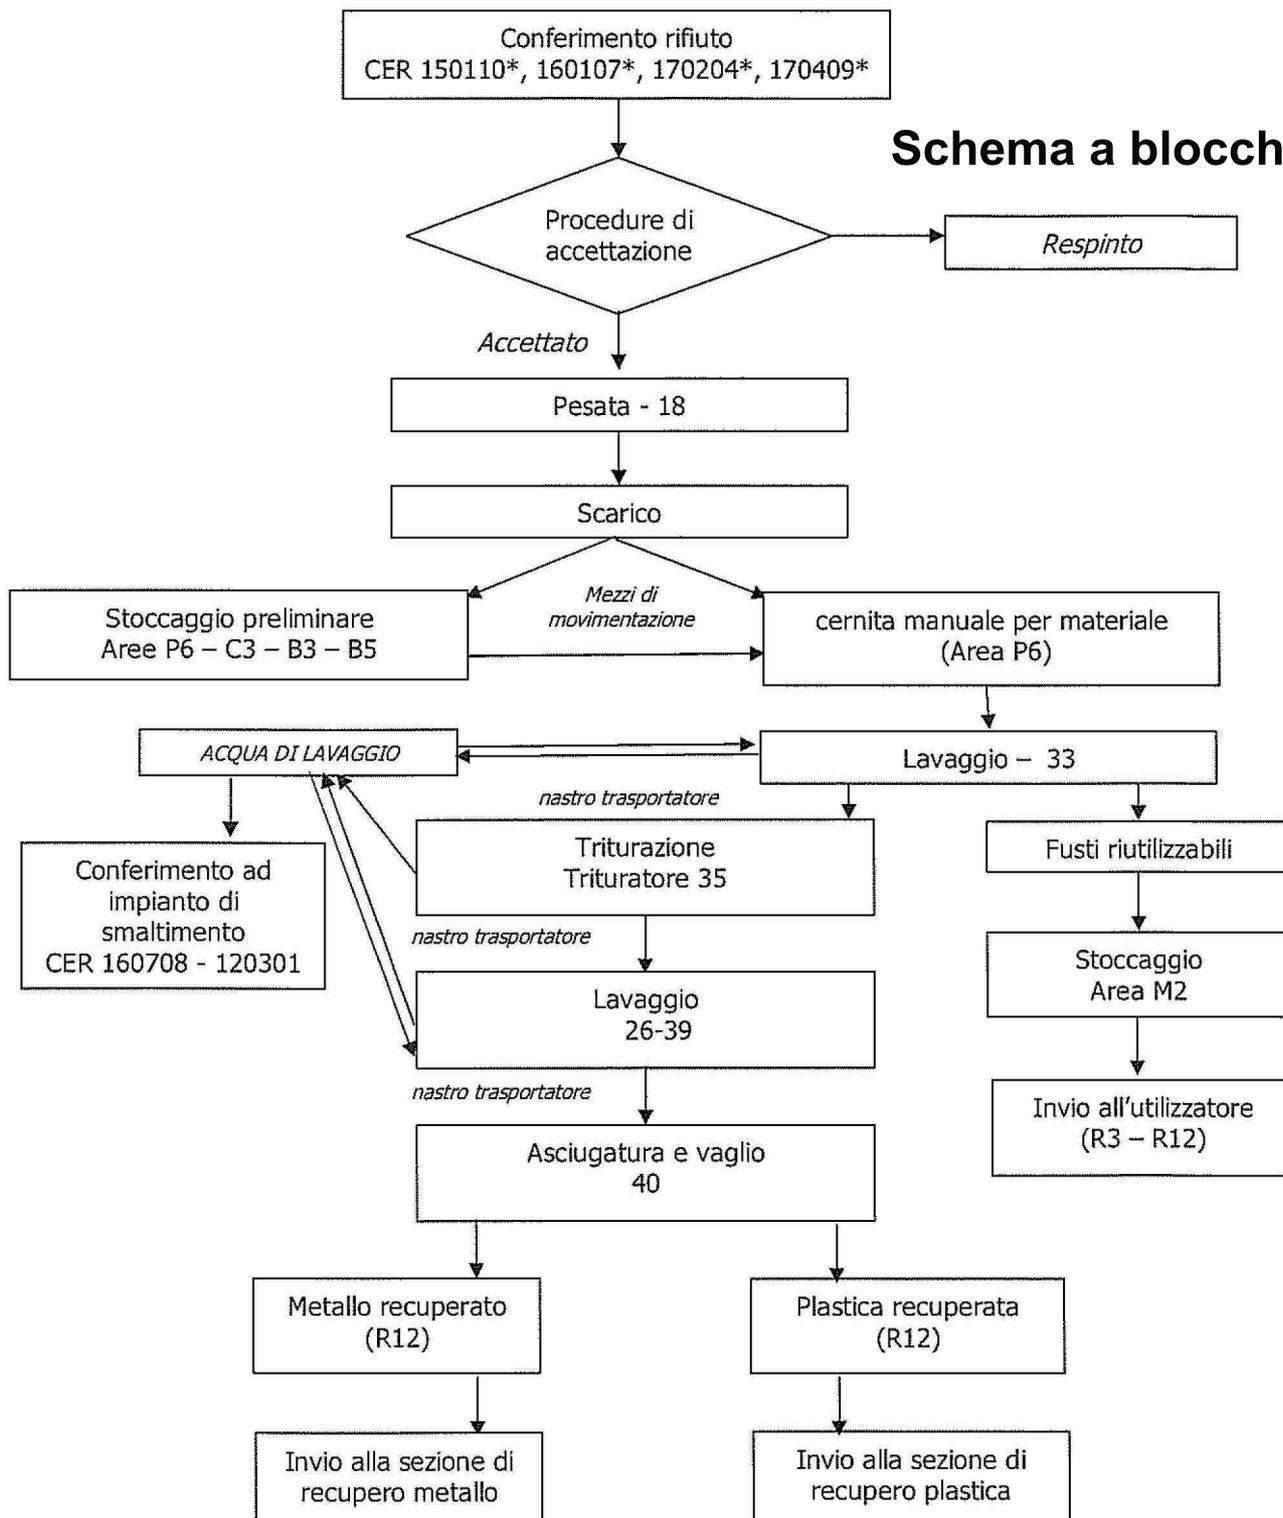 Conferimento rifiuto
CER 150110*, 160107*, 170204*, 170409*
Schema a blocch
Procedure di
accettazione
Respinto
Accettato
Pesata - 18
Scarico
Stoccaggio preliminare
Aree P6 – C3 – B3 – B5
Mezzi di
movimentazione
cernita manuale per materiale
(Area P6)
ACQUA DI LAVAGGIO
Lavaggio – 33
nastro trasportatore
Triturazione
Trituratore 35
Fusti riutilizzabili
Conferimento ad
impianto di
smaltimento
CER 160708 - 120301
nastro trasportatore
Stoccaggio
Area M2
Lavaggio
26-39
nastro trasportatore
Invio all'utilizzatore
(R3 – R12)
Asciugatura e vaglio
40
Metallo recuperato
(R12)
Plastica recuperata
(R12)
Invio alla sezione di
recupero metallo
Invio alla sezione di
recupero plastica